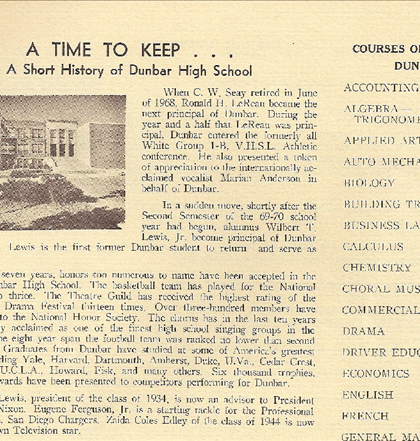 A TIME TO KEEP . . .
A Short History of Dunbar High School
When C. W. Seay retired in June
of 1968, Ronald H. LeRean became the
next principal of Dunbar. During the
year and a half that LeRean was prin-
cipal, Dunbar entered the formerly all
White Group 1-B, V.H.S.L. Athletic
conference. He also presented a token
of appreciation to the internationally ac-
claimed vocalist Marian Anderson in
behalf of Dunbar.
In a sudden move, shortly after the
Second Semester of the 69-70 school
year had begun, alumnus Wilbert T.
Lewis, Jr. become principal of Dunbar
Lewis is the first former Dunbar student to return and serve as
seven years, honors too numerous to name have been accepted in the
bar High School. The basketball team has played for the National
thrice. The Theatre Guild has received the highest rating of the
Drama Festival thirteen times. Over three-hundred members have
to the National Honor Society. The choirs has in the last ten years
y acclaimed as one of the finest high school singing groups in the
e eight year span the football team was ranked no lower than second
Graduates from Dunbar have studied at some of America's greatest
ding Yale, Harvard, Dartmouth, Amherst, Duke, U.Va., Cedar Crest,
U.C.L.A., Howard, Fisk, and many others. Six thousand trophies,
wards have been presented to competitors performing for Dunbar.
Lewis, president of the class of 1934, is now an advisor to President
Nixon. Eugene Ferguson, Jr. is a starting tackle for the Professional
San Diego Chargers. Zaida Coles Edley of the class of 1944 is now
wn Television star.
COURSES O
DUN
ACCOUNTING
ALGEBRA
TRIGONOME
APPLIED ART
AUTO MECHA
BIOLOGY
BUILDING TR
BUSINESS LA
CALCULUS
CHEMISTRY
CHORAL MUS
COMMERCIAL
DRAMA
DRIVER EDUC
ECONOMICS
ENGLISH
FRENCH
GENERAL MA